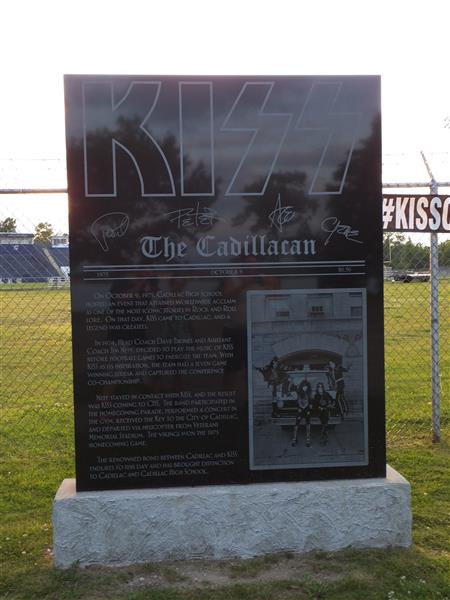 KISS
Paul Peter Ace Gene
#KISSC
The Cadillacan
1975 OCTOBER 9 $0.50
On October 9, 1975, Cadillac High School
hosted an event that attained worldwide acclaim
as one of the most iconic stories in Rock and Roll
lore. On that day, KISS came to Cadillac, and a
legend was created.
In 1974, Head Coach Dave Brines and Assistant
Coach Jim Neff, decided to play the music of KISS
before football games to energize the team. With
KISS as its inspiration, the team had a seven game
winning streak and captured the conference
co-championship.
Neff stayed in contact with KISS, and the result
was KISS coming to CHS. The band participated in
the homecoming parade, performed a concert in
the gym, received the Key to the City of Cadillac,
and departed via helicopter from Veterans
Memorial Stadium. The Vikings won the 1975
homecoming game.
The renowned bond between Cadillac and KISS
endures to this day and has brought distinction
to Cadillac and Cadillac High School.